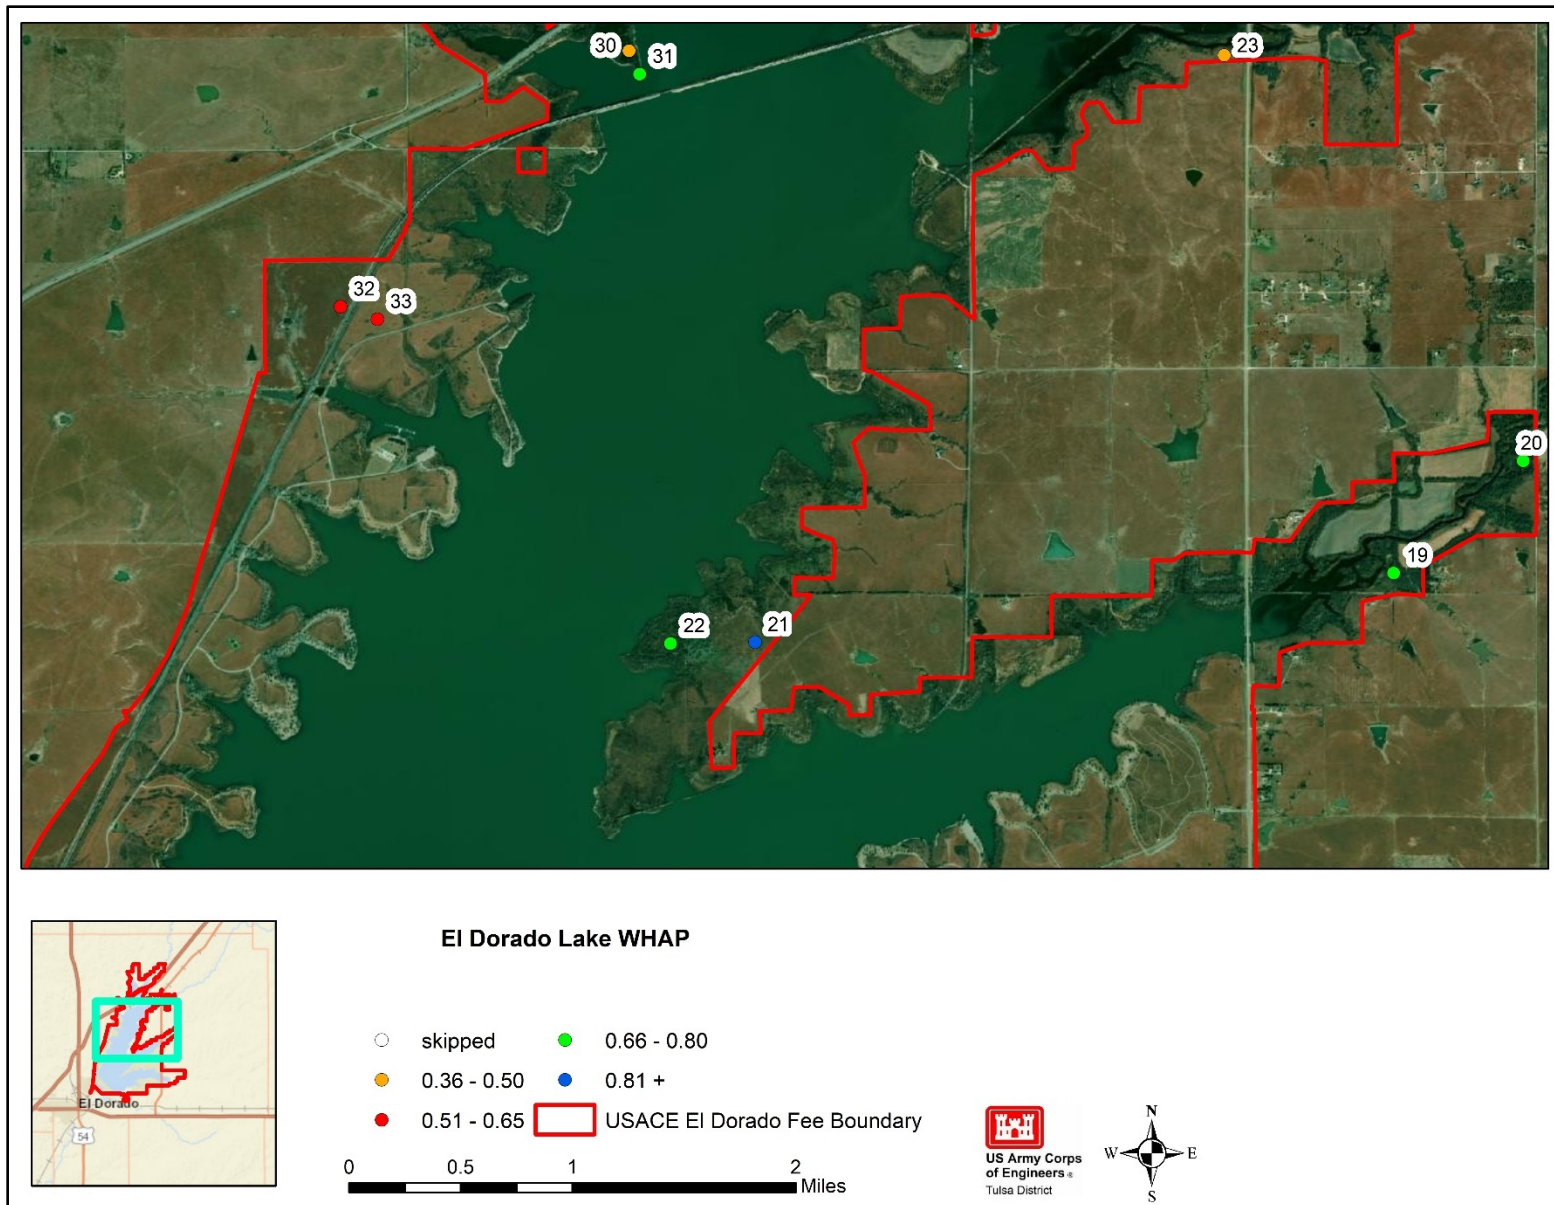 30
31
23
32
33
20
19
22
21
El Dorado Lake WHAP
skipped
0.66 - 0.80
0.36 - 0.50
0.81 +
0.51 - 0.65
USACE El Dorado Fee Boundary
El Dorado
54
0 0.5 1 2
Miles
US Army Corps
of Engineers ®
Tulsa District
N
W E
S